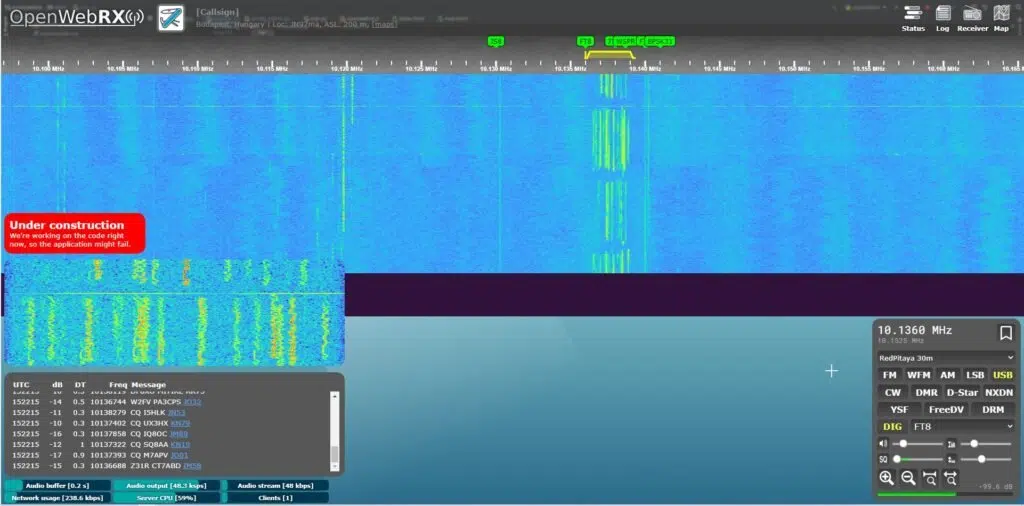 OpenWebRX
[Callsign]
Budapest, Hungary | Loc: JN97ma, ASL: 206 m, [maps]
Status Log Receiver Map
JS8 FT8 WSPR F BPSK31
10.100 MHz 10.105 MHz 10.110 MHz 10.115 MHz 10.120 MHz 10.125 MHz 10.130 MHz 10.135 MHz 10.140 MHz 10.145 MHz 10.150 MHz 10.155 MHz 10.160 MHz 10.165 MHz
Under construction
We're working on the code right
now, so the application might fail.
UTC dB DT Freq Message
152215 -14 0.5 10136744 W2FV PA3CPS JO32
152215 -11 0.3 10138279 CQ I5HLK JN53
152215 -10 0.3 10137402 CQ UX3HX KN79
152215 -16 0.3 10137858 CQ IQ8OC JM89
152215 -12 1 10137322 CQ SQ8AA KN19
152215 -17 0.9 10137393 CQ M7APV JO01
152215 -15 0.3 10136688 Z31R CT7ABD IM58
Audio buffer [0.2 s] Audio output [48.3 ksps] Audio stream [48 kbps]
Network usage [238.6 kbps] Server CPU [59%] Clients [1]
10.1360 MHz
10.1525 MHz
RedPitaya 30m
FM WFM AM LSB USB
CW DMR D-Star NXDN
YSF FreeDV DRM
DIG FT8
SQ
-99.6 dB